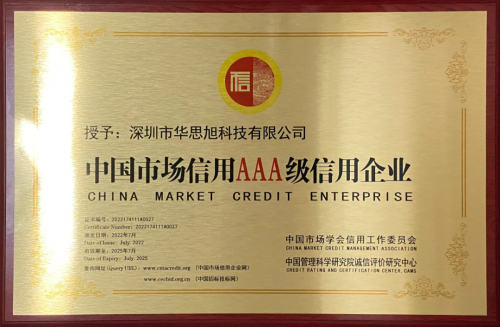 信
授予：深圳市华思旭科技有限公司
中国市场信用AAA级信用企业
CHINA MARKET CREDIT ENTERPRISE
证书编号：2022174111A0027
Certificate Number: 2022174111A0027
颁发日期：2022年7月
Date of Issue: July. 2022
有效期至：2025年7月
Date of Expiry: July. 2025
查询网址 (Query URL)：www.cmacredit.org （中国市场信用企业网）
www.cecbid.org.cn （中国招标投标网）
中国市场学会信用工作委员会
CHINA MARKET CREDIT MANAGEMENT ASSOCIATION
中国管理科学研究院诚信评价研究中心
CREDIT RATING AND CERTIFICATION CENTER, CAMS